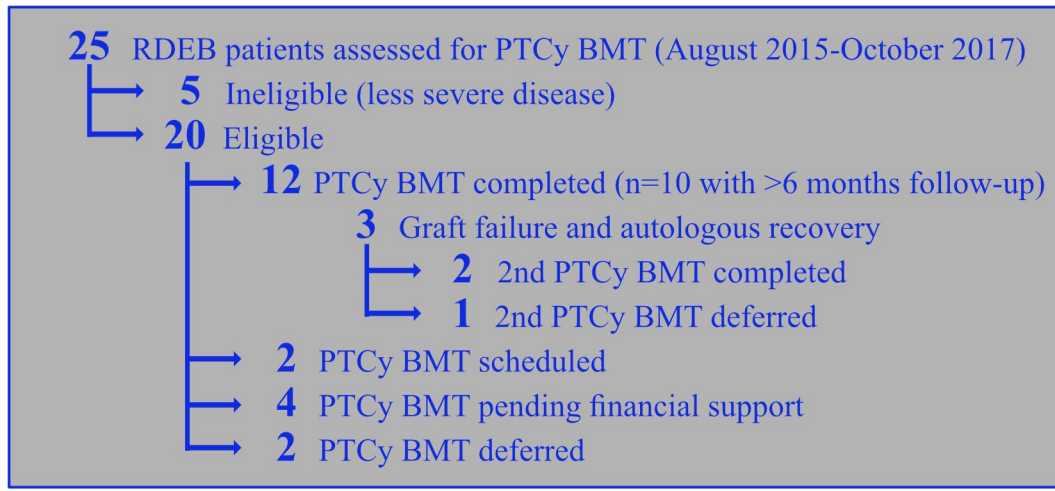 25 RDEB patients assessed for PTCy BMT (August 2015-October 2017)
5 Ineligible (less severe disease)
20 Eligible
12 PTCy BMT completed (n=10 with >6 months follow-up)
3 Graft failure and autologous recovery
2 2nd PTCy BMT completed
1 2nd PTCy BMT deferred
2 PTCy BMT scheduled
4 PTCy BMT pending financial support
2 PTCy BMT deferred